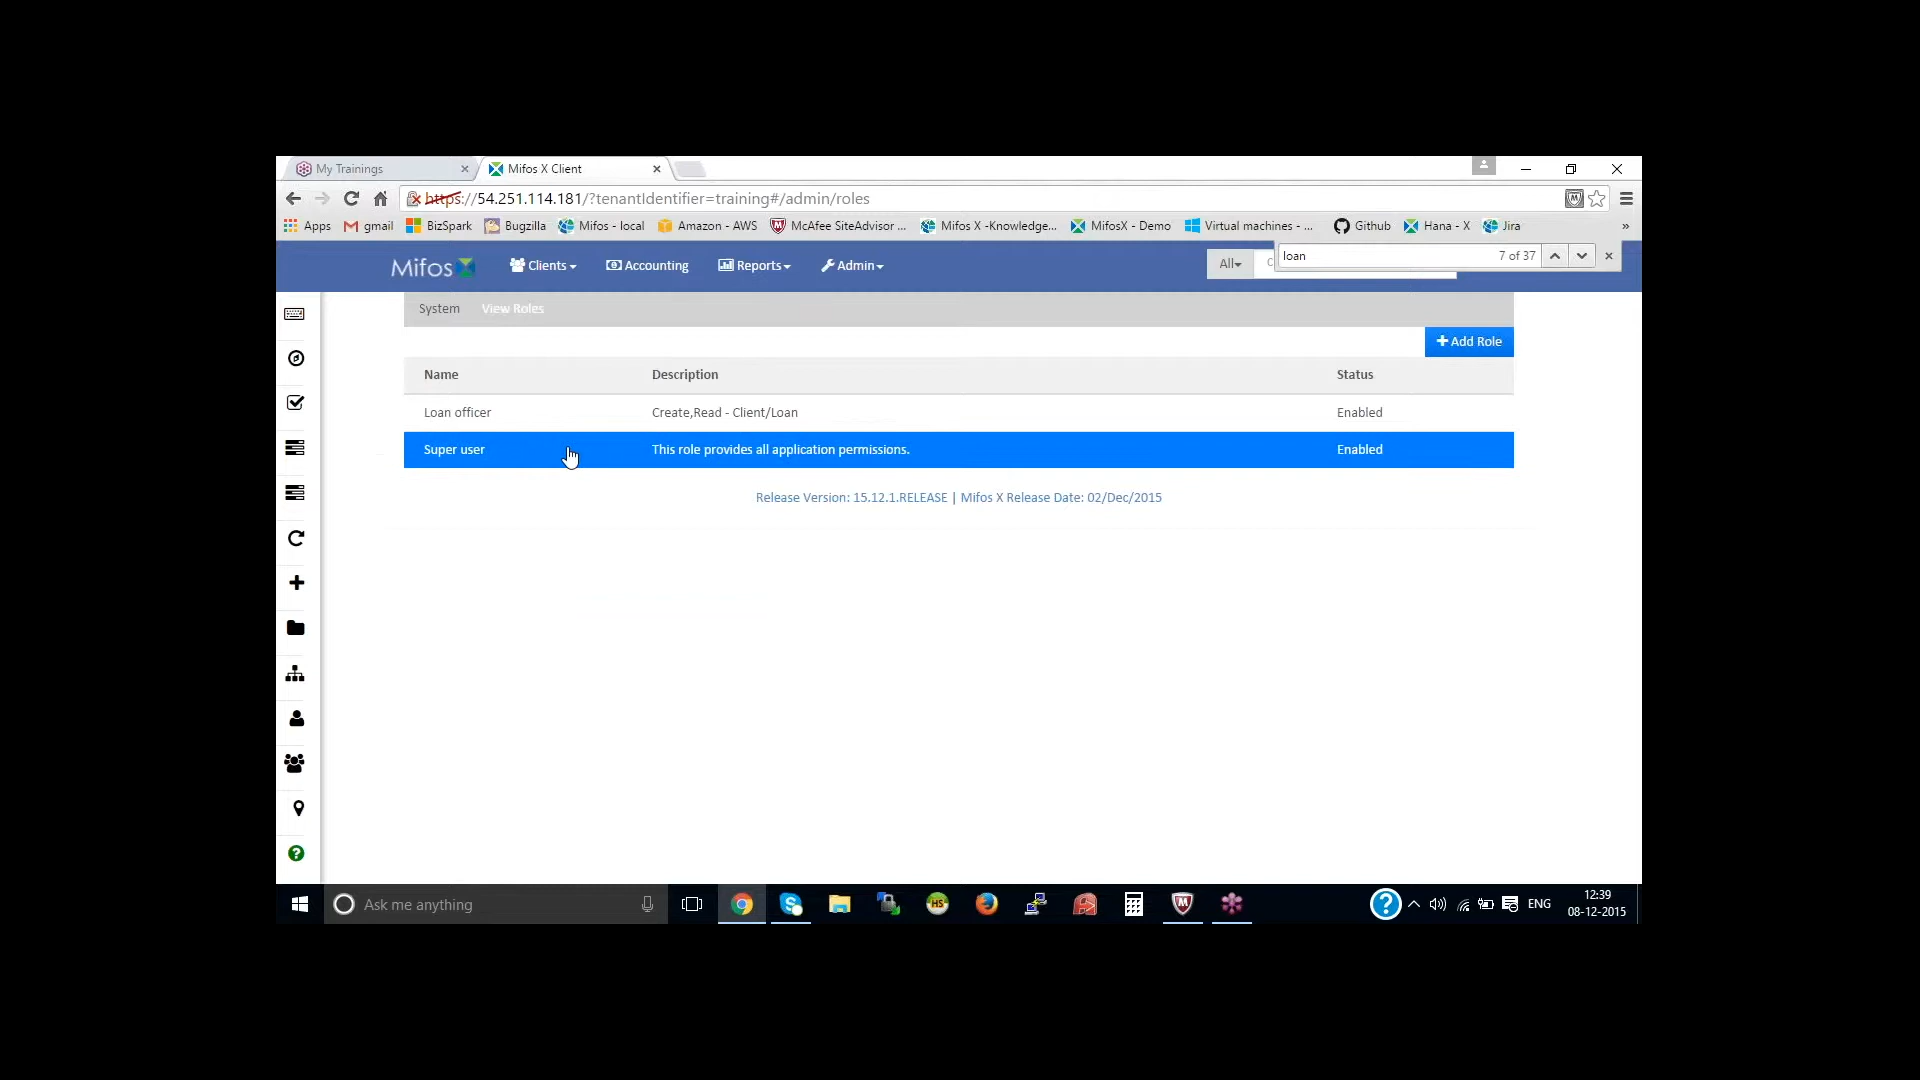 My Trainings
Mifos X Client
https://54.251.114.181/?tenantIdentifier=training#/admin/roles
Apps gmail BizSpark Bugzilla Mifos - local Amazon - AWS McAfee SiteAdvisor ... Mifos X -Knowledge... MifosX - Demo Virtual machines - ... Github Hana - X Jira »
loan 7 of 37
Mifos Clients Accounting Reports Admin All
System View Roles
Add Role
Name Description Status
Loan officer Create,Read - Client/Loan Enabled
Super user This role provides all application permissions. Enabled
Release Version: 15.12.1.RELEASE | Mifos X Release Date: 02/Dec/2015
Ask me anything
ENG
12:39
08-12-2015